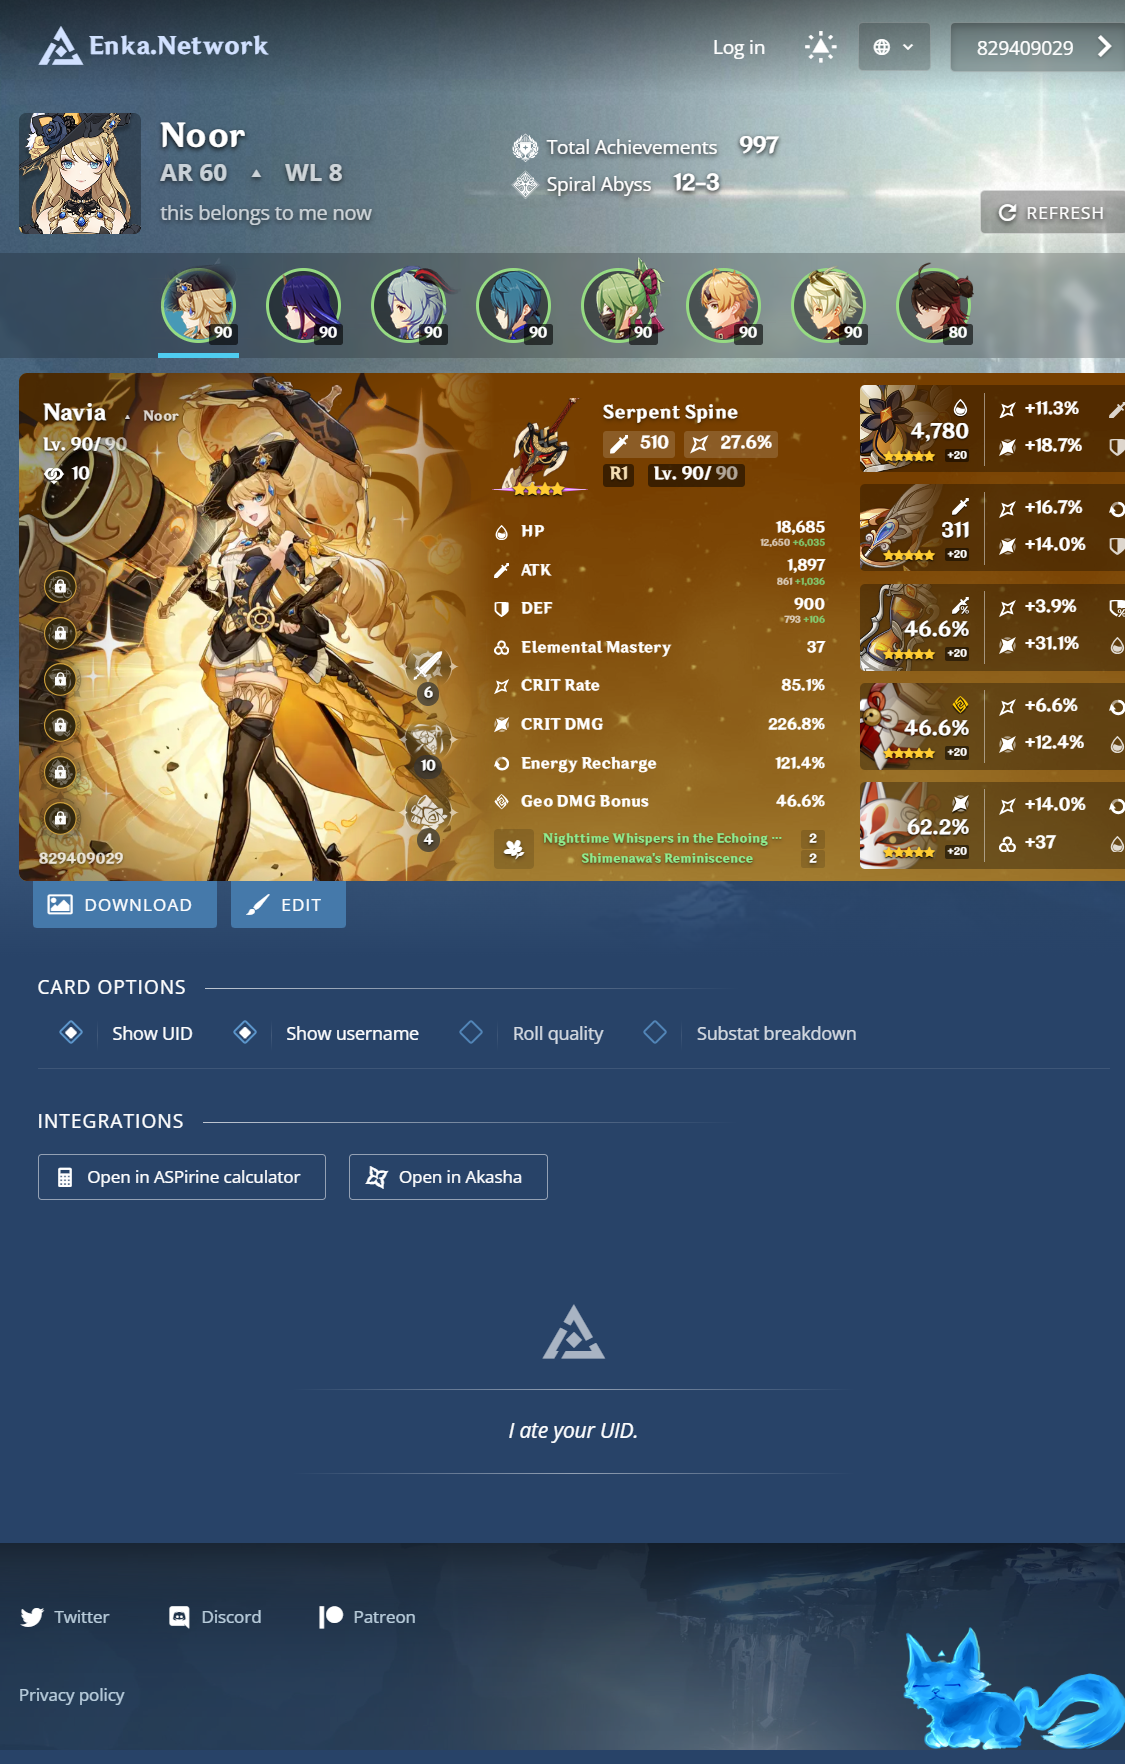 Enka.Network
Log in
829409029
Noor
AR 60 WL 8
this belongs to me now
Total Achievements 997
Spiral Abyss 12-3
REFRESH
90 90 90 90 90 90 90 80
Navia Noor
Lv. 90/ 90
10
6
10
4
829409029
Serpent Spine
510 27.6%
R1 Lv. 90/ 90
HP 18,685
12,650 +6,035
ATK 1,897
861 +1,036
DEF 900
793 +106
Elemental Mastery 37
CRIT Rate 85.1%
CRIT DMG 226.8%
Energy Recharge 121.4%
Geo DMG Bonus 46.6%
Nighttime Whispers in the Echoing ··· 2
Shimenawa's Reminiscence 2
4,780
+20
+11.3%
+18.7%
311
+20
+16.7%
+14.0%
46.6%
+20
+3.9%
+31.1%
46.6%
+20
+6.6%
+12.4%
62.2%
+20
+14.0%
+37
DOWNLOAD EDIT
CARD OPTIONS
Show UID Show username Roll quality Substat breakdown
INTEGRATIONS
Open in ASPirine calculator Open in Akasha
I ate your UID.
Twitter Discord Patreon
Privacy policy